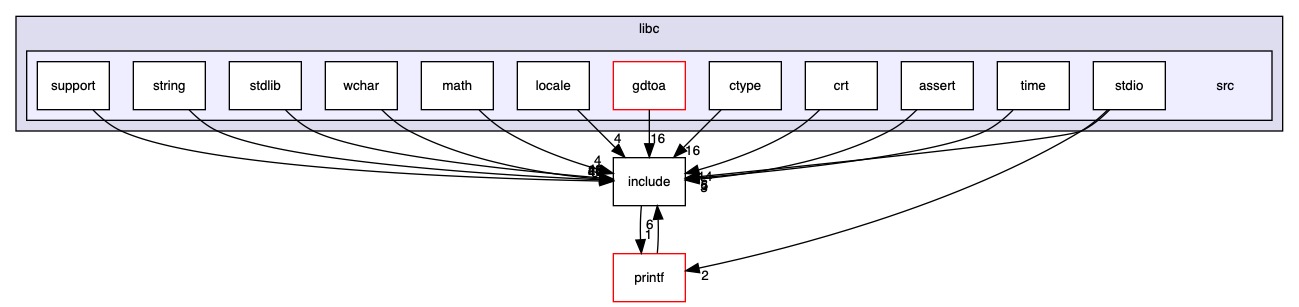 libc
support
string
stdlib
wchar
math
locale
gdtoa
ctype
crt
assert
time
stdio
src
4
16
16
4
include
6
1
printf
2